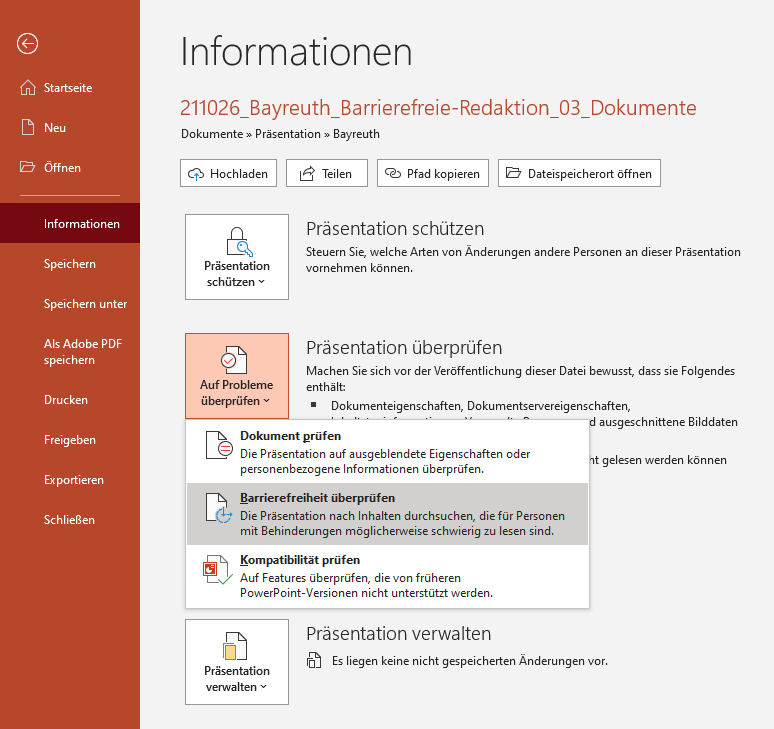 Informationen
211026_Bayreuth_Barrierefreie-Redaktion_03_Dokumente
Dokumente » Präsentation » Bayreuth
Startseite
Neu
Öffnen
Informationen
Speichern
Speichern unter
Als Adobe PDF
speichern
Drucken
Freigeben
Exportieren
Schließen
Hochladen
Teilen
Pfad kopieren
Dateispeicherort öffnen
Präsentation
schützen
Präsentation schützen
Steuern Sie, welche Arten von Änderungen andere Personen an dieser Präsentation
vornehmen können.
Auf Probleme
überprüfen
Präsentation überprüfen
Machen Sie sich vor der Veröffentlichung dieser Datei bewusst, dass sie Folgendes
enthält:
Dokumenteigenschaften, Dokumentservereigenschaften,
ausgeschnittene Bilddaten
gelesen werden können
Dokument prüfen
Die Präsentation auf ausgeblendete Eigenschaften oder
personenbezogene Informationen überprüfen.
Barrierefreiheit überprüfen
Die Präsentation nach Inhalten durchsuchen, die für Personen
mit Behinderungen möglicherweise schwierig zu lesen sind.
Kompatibilität prüfen
Auf Features überprüfen, die von früheren
PowerPoint-Versionen nicht unterstützt werden.
Präsentation
verwalten
Präsentation verwalten
Es liegen keine nicht gespeicherten Änderungen vor.